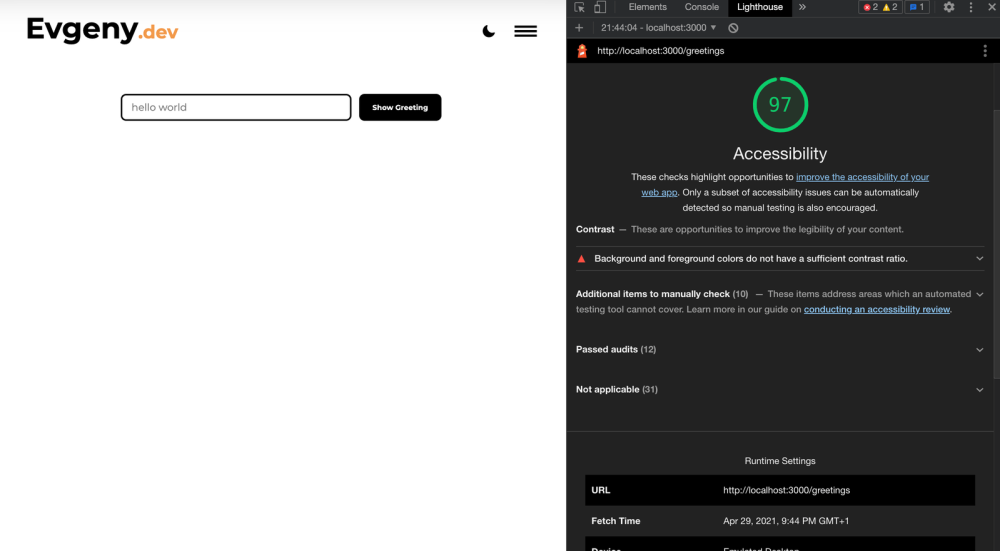 Evgeny.dev
hello world
Show Greeting
Elements Console Lighthouse » 2 2 1
+ 21:44:04 - localhost:3000 ▼
http://localhost:3000/greetings
97
Accessibility
These checks highlight opportunities to improve the accessibility of your
web app. Only a subset of accessibility issues can be automatically
detected so manual testing is also encouraged.
Contrast — These are opportunities to improve the legibility of your content.
Background and foreground colors do not have a sufficient contrast ratio.
Additional items to manually check (10) — These items address areas which an automated
testing tool cannot cover. Learn more in our guide on conducting an accessibility review.
Passed audits (12)
Not applicable (31)
Runtime Settings
URL http://localhost:3000/greetings
Fetch Time Apr 29, 2021, 9:44 PM GMT+1
Device Emulated Desktop